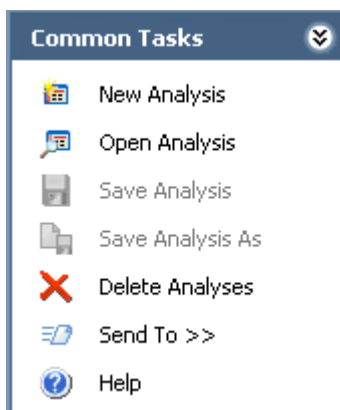 Common Tasks
New Analysis
Open Analysis
Save Analysis
Save Analysis As
Delete Analyses
Send To >>
Help